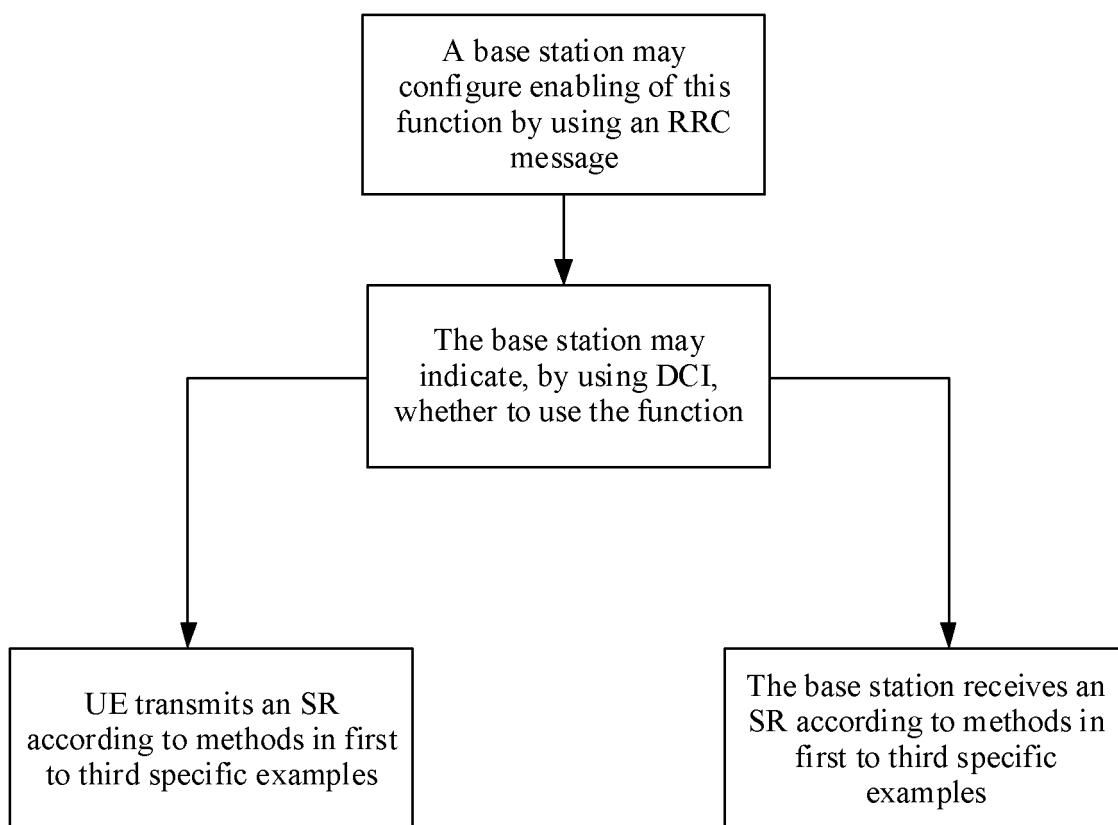 A base station may
configure enabling of this
function by using an RRC
message
The base station may
indicate, by using DCI,
whether to use the function
UE transmits an SR
according to methods in first
to third specific examples
The base station receives an
SR according to methods in
first to third specific
examples